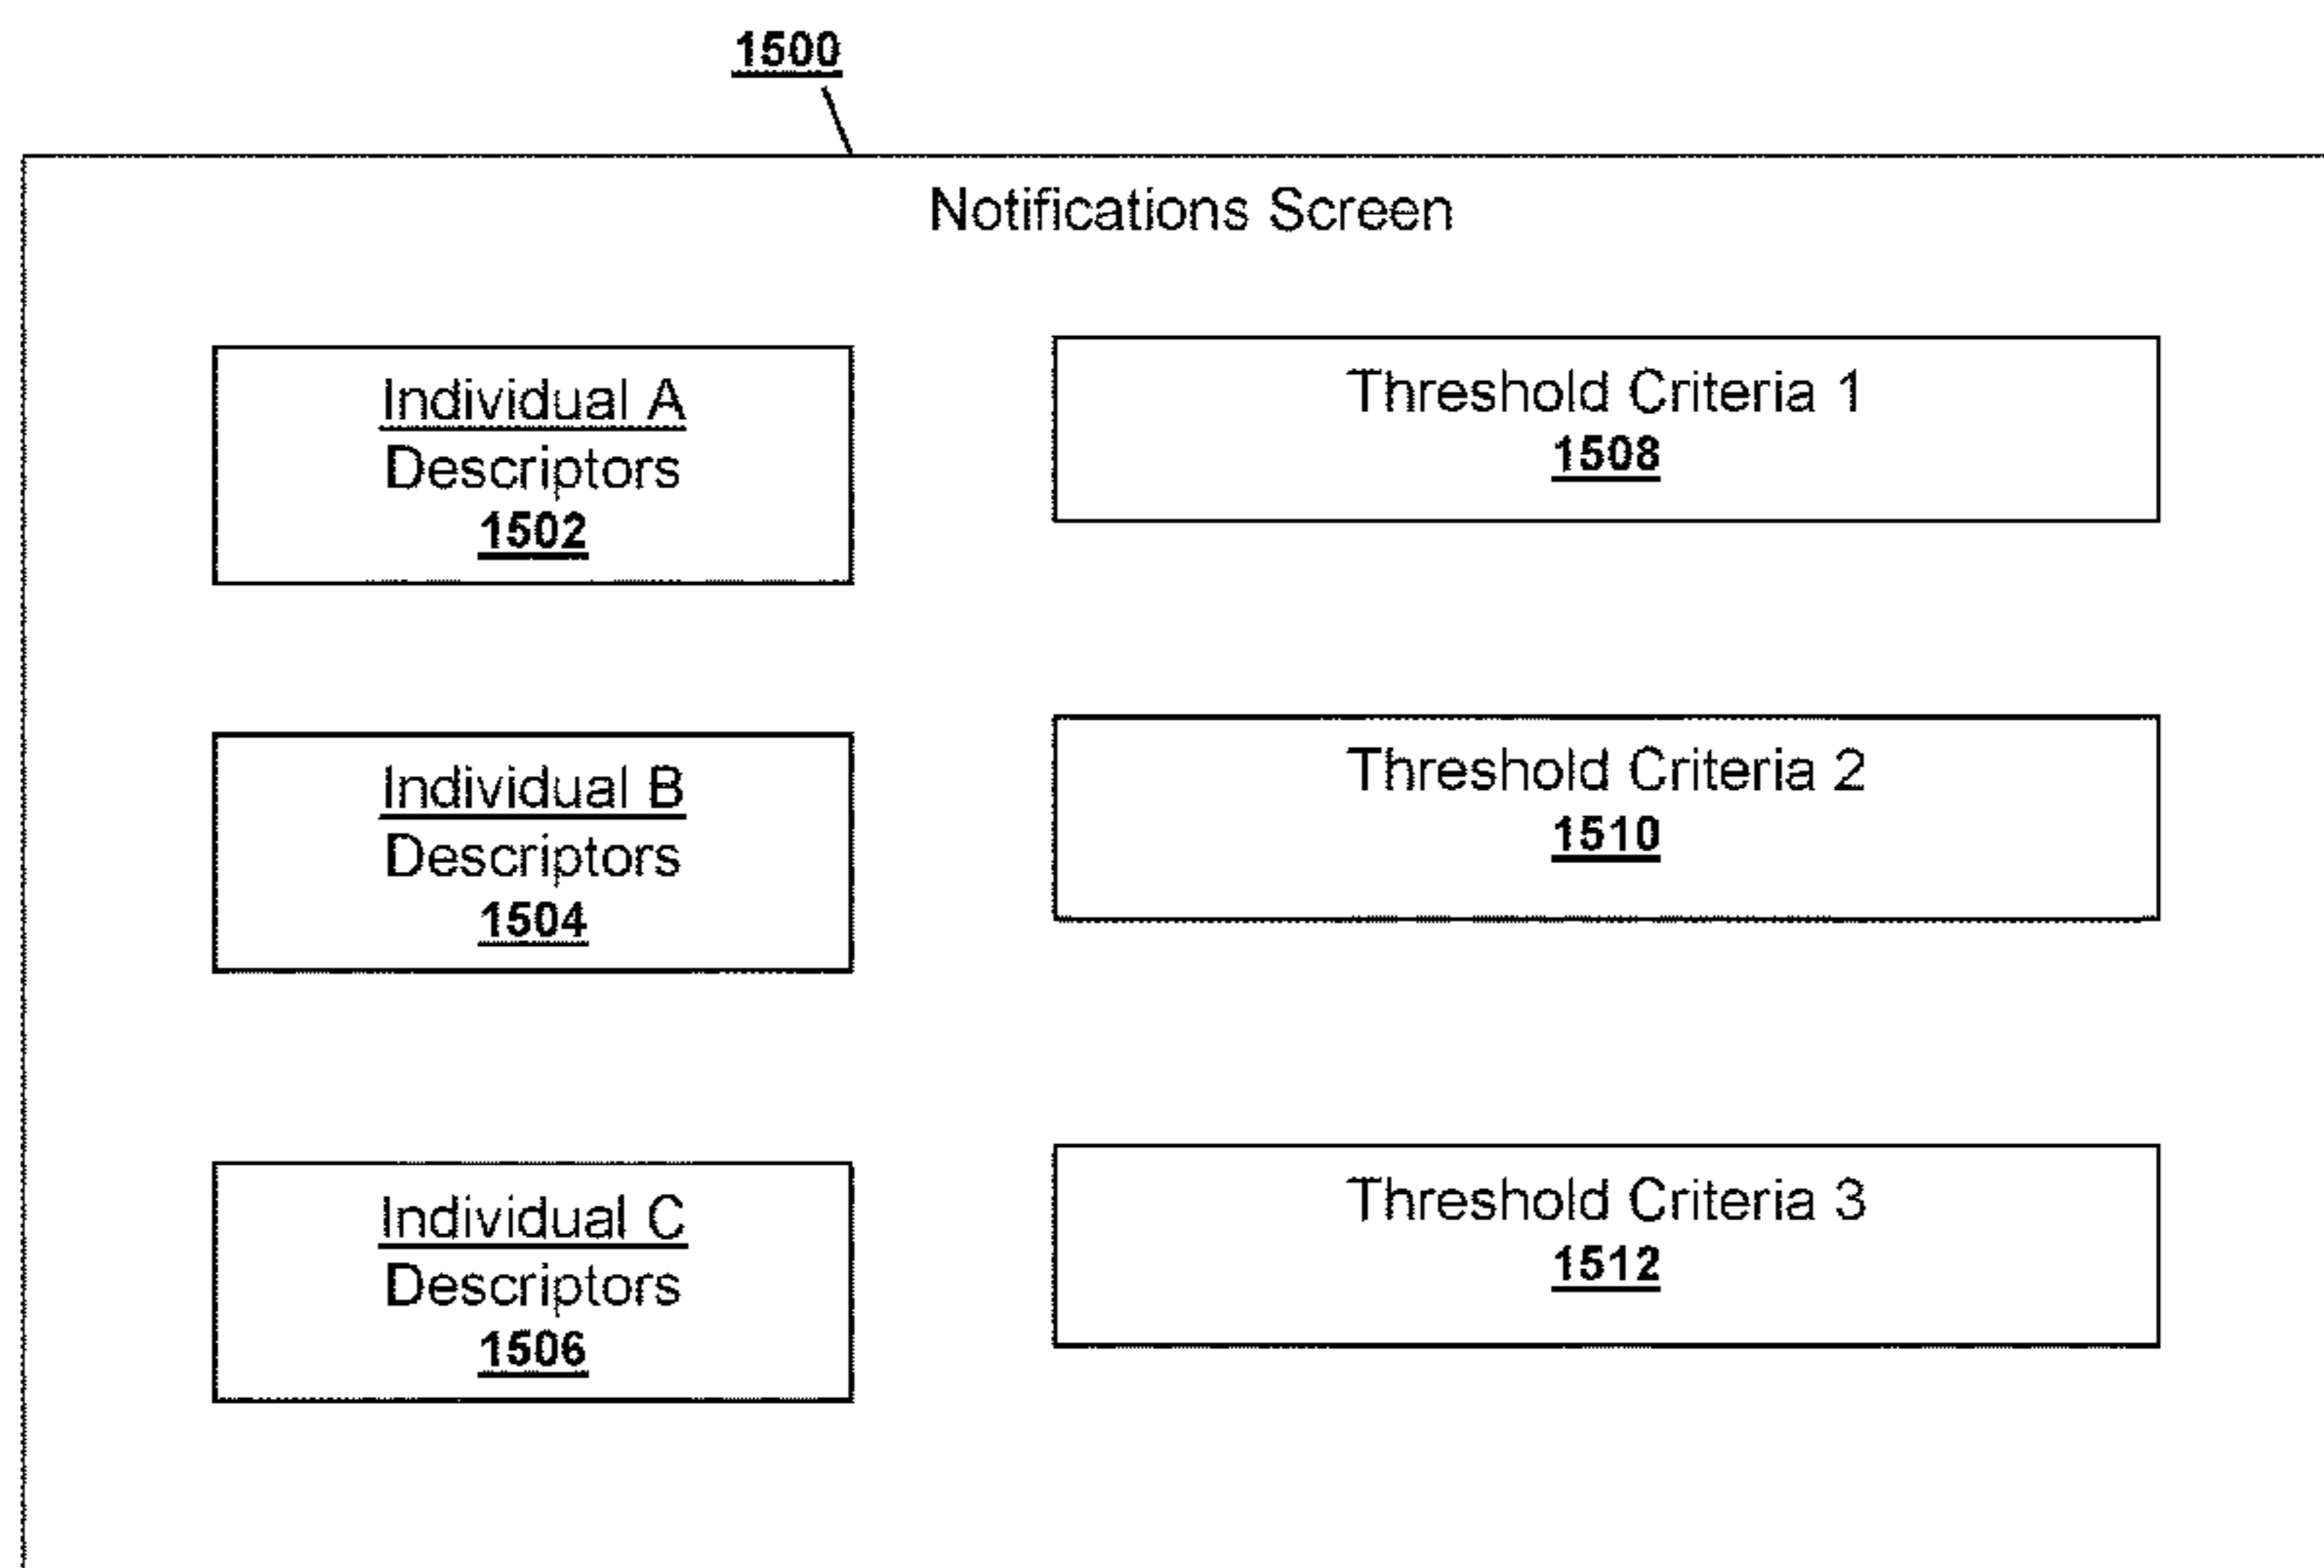 1500
Notifications Screen
Individual A
Descriptors
1502
Threshold Criteria 1
1508
Individual B
Descriptors
1504
Threshold Criteria 2
1510
Individual C
Descriptors
1506
Threshold Criteria 3
1512